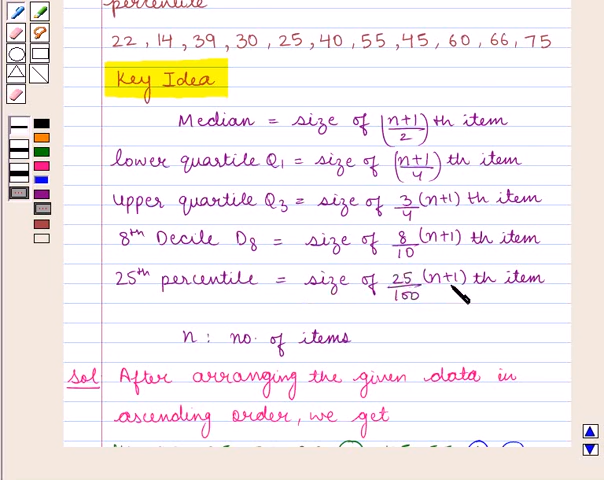 percentile
22, 14, 39, 30, 25, 40, 55, 45, 60, 66, 75
Key Idea
Median = size of (n+1/2) th item
lower quartile Q1 = size of (n+1/4) th item
upper quartile Q3 = size of 3/4 (n+1) th item
8th Decile D8 = size of 8/10 (n+1) th item
25th percentile = size of 25/100 (n+1) th item
n: no. of items
Sol. After arranging the given data in
ascending order, we get